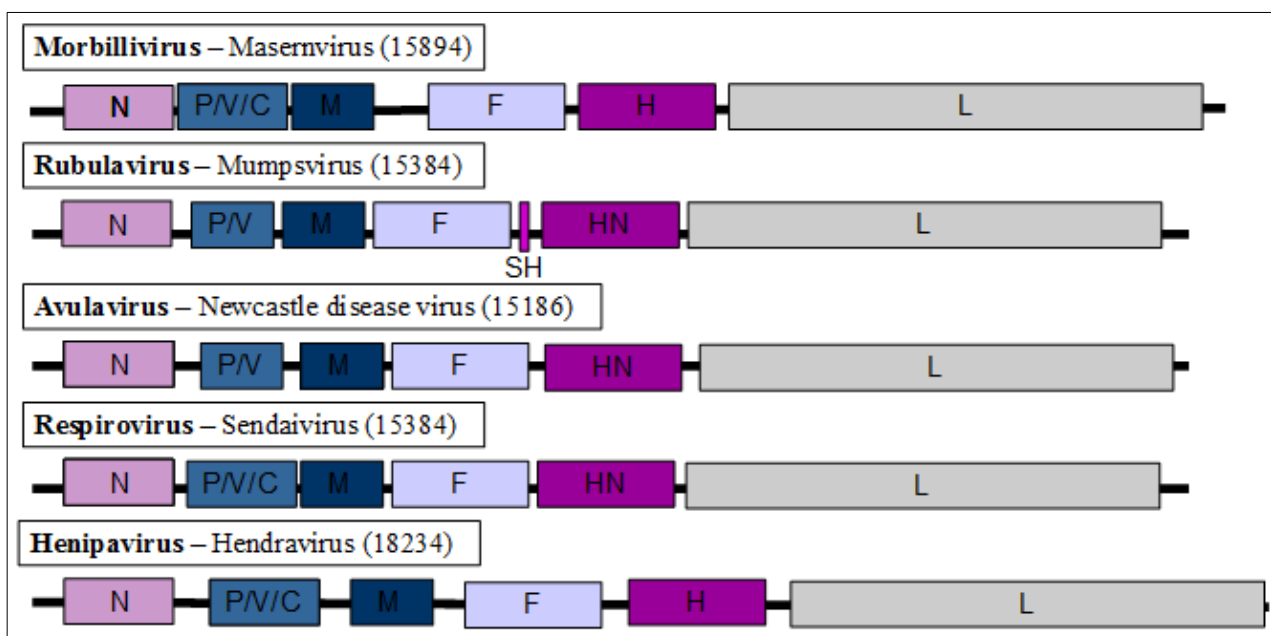 Morbillivirus – Masernvirus (15894)
N P/V/C M F H L
Rubulavirus – Mumpsvirus (15384)
N P/V M F HN L
SH
Avulavirus – Newcastle disease virus (15186)
N P/V M F HN L
Respirovirus – Sendaivirus (15384)
N P/V/C M F HN L
Henipavirus – Hendravirus (18234)
N P/V/C M F H L